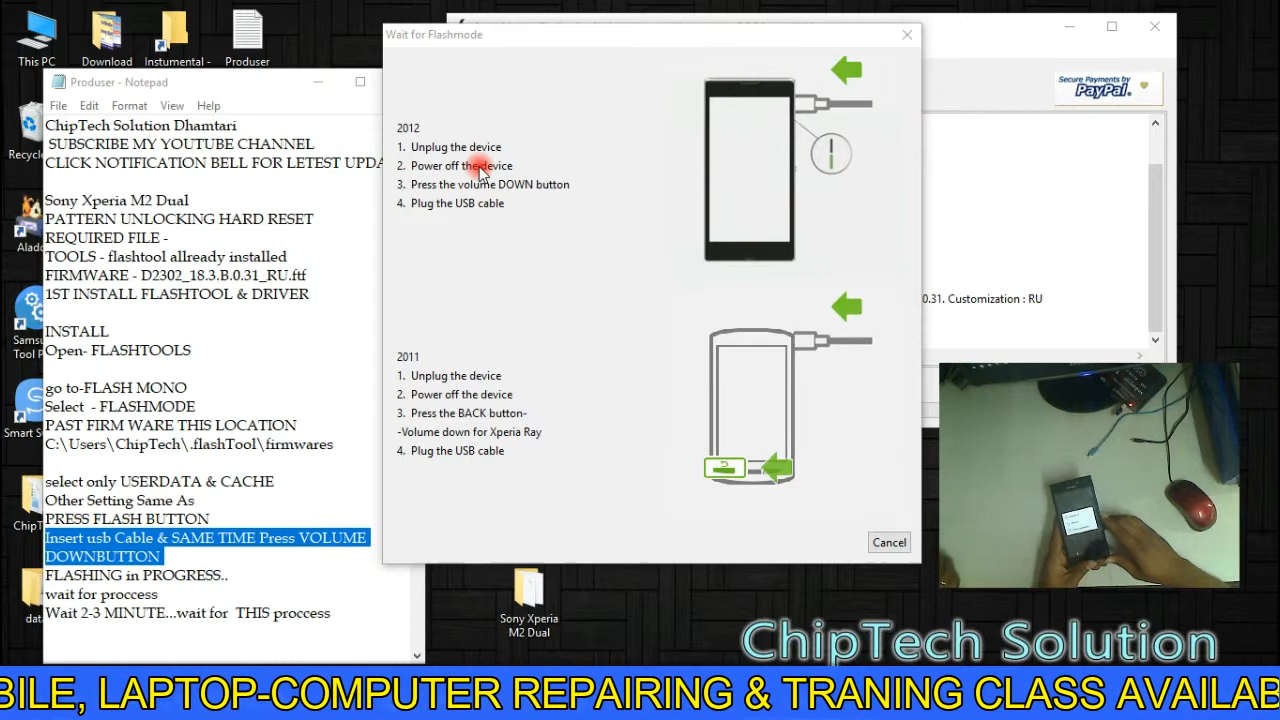 This PC
Download
Instumental -
Produser
Recycl
Alado
Sams
Tool P
Smart S
ChipT
dat
Sony Xperia
M2 Dual
Produser - Notepad
File Edit Format View Help
ChipTech Solution Dhamtari
SUBSCRIBE MY YOUTUBE CHANNEL
CLICK NOTIFICATION BELL FOR LETEST UPDA
Sony Xperia M2 Dual
PATTERN UNLOCKING HARD RESET
REQUIRED FILE -
TOOLS - flashtool allready installed
FIRMWARE - D2302_18.3.B.0.31_RU.ftf
1ST INSTALL FLASHTOOL & DRIVER
INSTALL
Open- FLASHTOOLS
go to-FLASH MONO
Select - FLASHMODE
PAST FIRM WARE THIS LOCATION
C:\Users\ChipTech\.flashTool\firmwares
select only USERDATA & CACHE
Other Setting Same As
PRESS FLASH BUTTON
Insert usb Cable & SAME TIME Press VOLUME
DOWNBUTTON
FLASHING in PROGRESS..
wait for proccess
Wait 2-3 MINUTE...wait for THIS proccess
Wait for Flashmode
2012
1. Unplug the device
2. Power off the device
3. Press the volume DOWN button
4. Plug the USB cable
2011
1. Unplug the device
2. Power off the device
3. Press the BACK button-
-Volume down for Xperia Ray
4. Plug the USB cable
Cancel
Secure Payments by
PayPal
0.31. Customization : RU
ChipTech Solution
BILE, LAPTOP-COMPUTER REPAIRING & TRANING CLASS AVAILAB